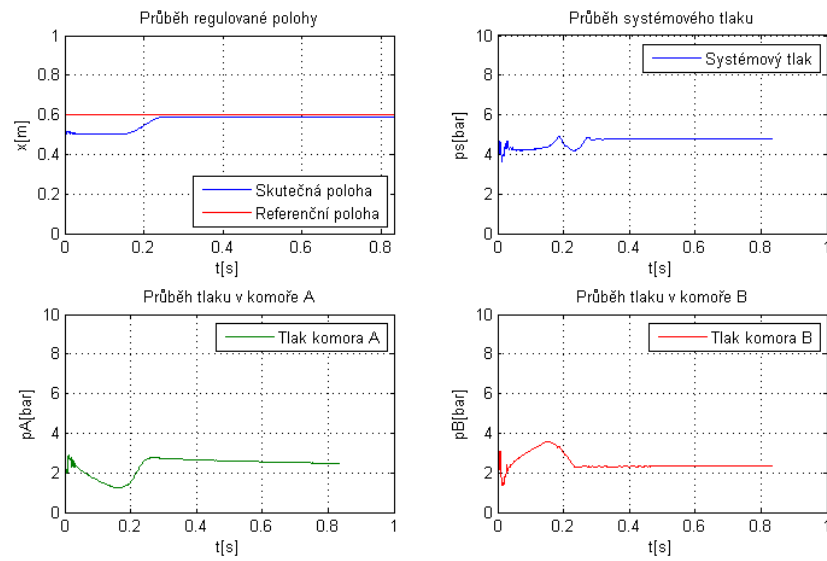 Průběh regulované polohy
1
0.8
0.6
0.4
0.2
0
x[m]
Skutečná poloha
Referenční poloha
0 0.2 0.4 0.6 0.8
t[s]
Průběh systémového tlaku
10
8
6
4
2
0
ps[bar]
Systémový tlak
0 0.2 0.4 0.6 0.8 1
t[s]
Průběh tlaku v komoře A
10
8
6
4
2
0
pA[bar]
Tlak komora A
0 0.2 0.4 0.6 0.8 1
t[s]
Průběh tlaku v komoře B
10
8
6
4
2
0
pB[bar]
Tlak komora B
0 0.2 0.4 0.6 0.8 1
t[s]